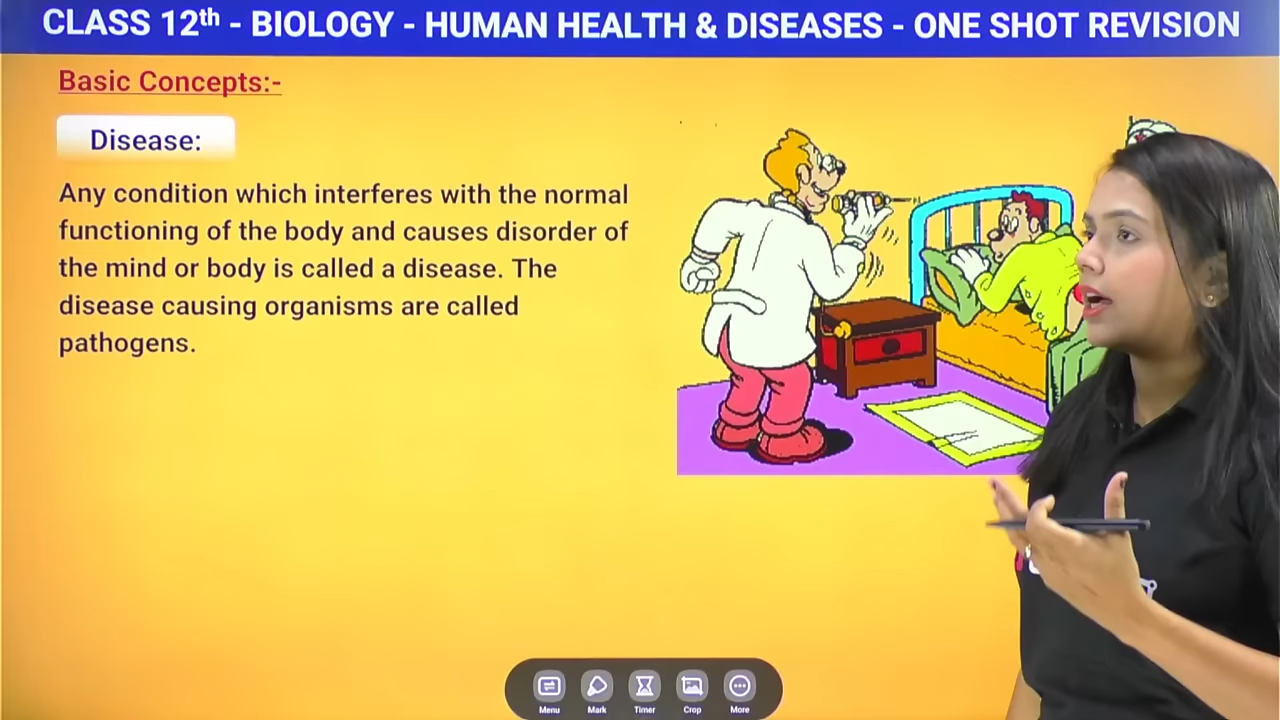 CLASS 12th - BIOLOGY - HUMAN HEALTH & DISEASES - ONE SHOT REVISION
Basic Concepts:-
Disease:
Any condition which interferes with the normal
functioning of the body and causes disorder of
the mind or body is called a disease. The
disease causing organisms are called
pathogens.
Menu Mark Timer Crop More